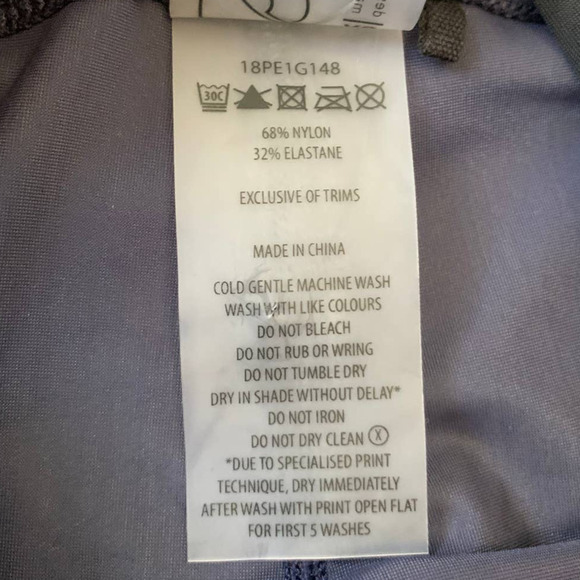 18PE1G148
30C
68% NYLON
32% ELASTANE
EXCLUSIVE OF TRIMS
MADE IN CHINA
COLD GENTLE MACHINE WASH
WASH WITH LIKE COLOURS
DO NOT BLEACH
DO NOT RUB OR WRING
DO NOT TUMBLE DRY
DRY IN SHADE WITHOUT DELAY*
DO NOT IRON
DO NOT DRY CLEAN Ⓧ
*DUE TO SPECIALISED PRINT
TECHNIQUE, DRY IMMEDIATELY
AFTER WASH WITH PRINT OPEN FLAT
FOR FIRST 5 WASHES